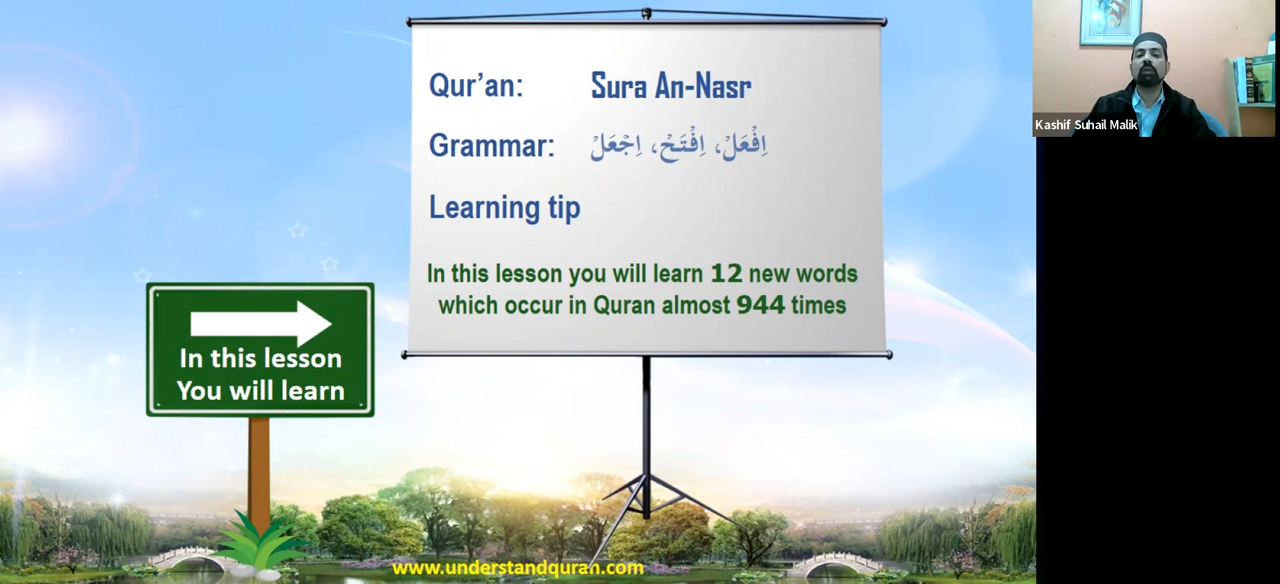 Qur’an: Sura An-Nasr
Grammar: اِفْعَلْ، اِفْتَحْ، اِجْعَلْ
Learning tip
In this lesson you will learn 12 new words
which occur in Quran almost 944 times
In this lesson
You will learn
www.understandquran.com
Kashif Suhail Malik